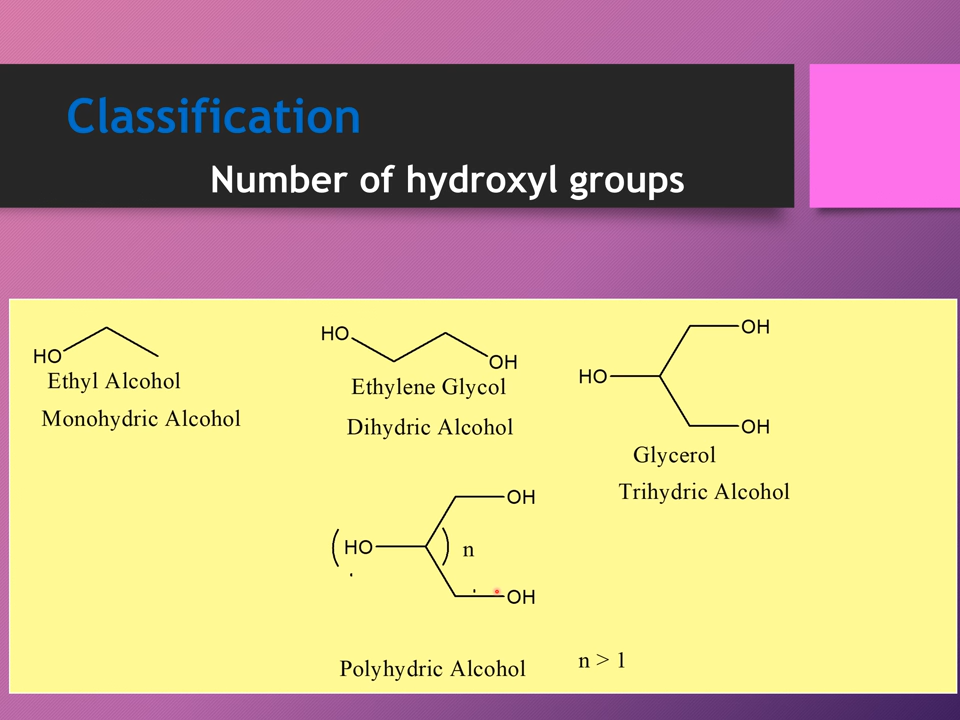 Classification
Number of hydroxyl groups
HO
Ethyl Alcohol
Monohydric Alcohol
HO
OH
Ethylene Glycol
Dihydric Alcohol
OH
HO
OH
Glycerol
Trihydric Alcohol
OH
(HO ) n
OH
Polyhydric Alcohol
n > 1